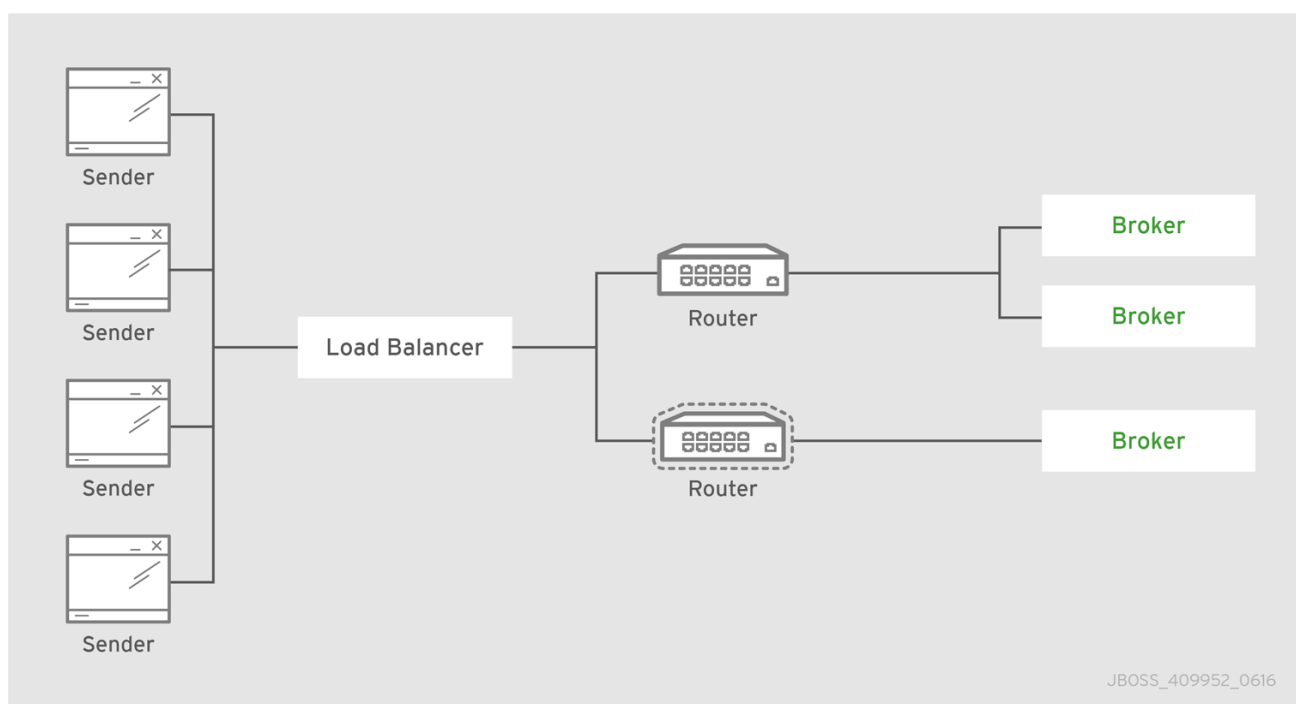 Sender
Sender
Sender
Sender
Load Balancer
Router
Router
Broker
Broker
Broker
JBOSS_409952_0616